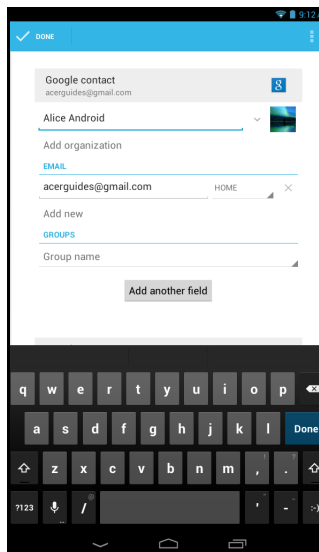 9:12
DONE
Google contact
acerguides@gmail.com
8
Alice Android
Add organization
EMAIL
acerguides@gmail.com HOME
Add new
GROUPS
Group name
Add another field
q w e r t y u i o p
a s d f g h j k l Done
z x c v b n m , ! . ?
?123 / @ ' - :-)